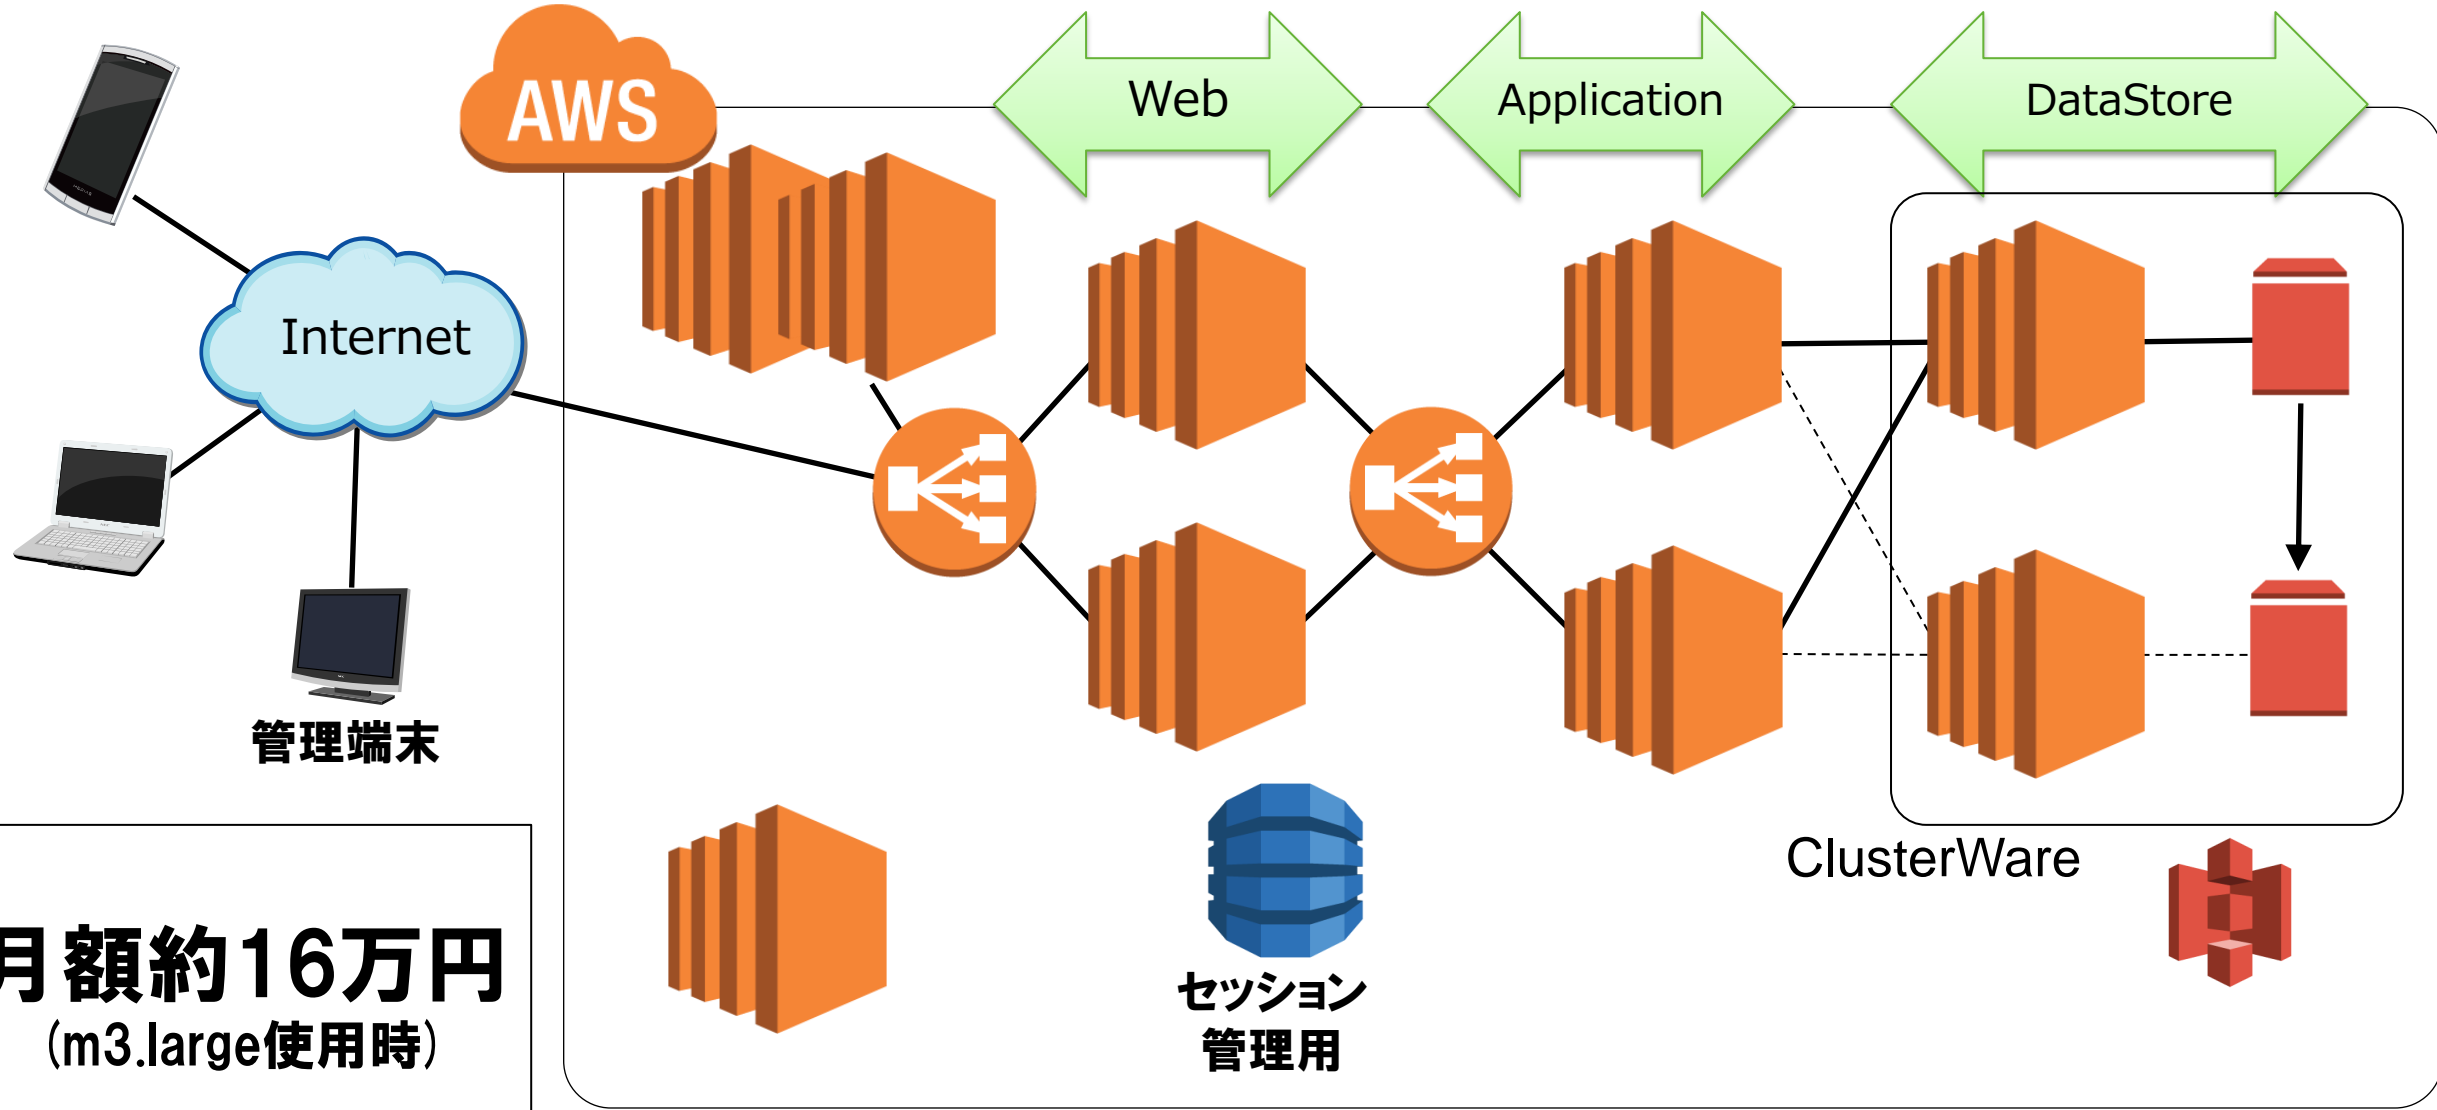 AWS
Web
Application
DataStore
Internet
管理端末
ClusterWare
月額約16万円
(m3.large使用時)
セッション
管理用